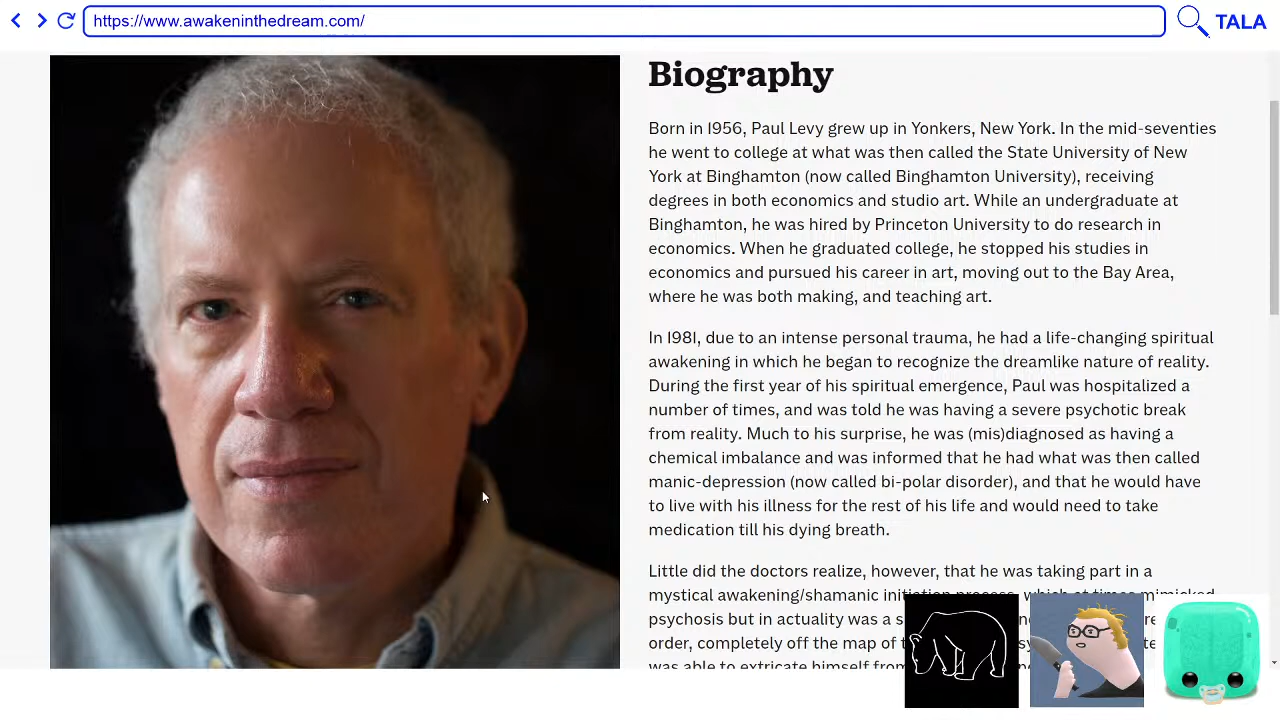 https://www.awakeninthedream.com/
TALA
Biography
Born in 1956, Paul Levy grew up in Yonkers, New York. In the mid-seventies
he went to college at what was then called the State University of New
York at Binghamton (now called Binghamton University), receiving
degrees in both economics and studio art. While an undergraduate at
Binghamton, he was hired by Princeton University to do research in
economics. When he graduated college, he stopped his studies in
economics and pursued his career in art, moving out to the Bay Area,
where he was both making, and teaching art.
In 1981, due to an intense personal trauma, he had a life-changing spiritual
awakening in which he began to recognize the dreamlike nature of reality.
During the first year of his spiritual emergence, Paul was hospitalized a
number of times, and was told he was having a severe psychotic break
from reality. Much to his surprise, he was (mis)diagnosed as having a
chemical imbalance and was informed that he had what was then called
manic-depression (now called bi-polar disorder), and that he would have
to live with his illness for the rest of his life and would need to take
medication till his dying breath.
Little did the doctors realize, however, that he was taking part in a
mystical awakening/shamanic initiation process, which at times mimicked
psychosis but in actuality was a
order, completely off the map of
was able to extricate himself from